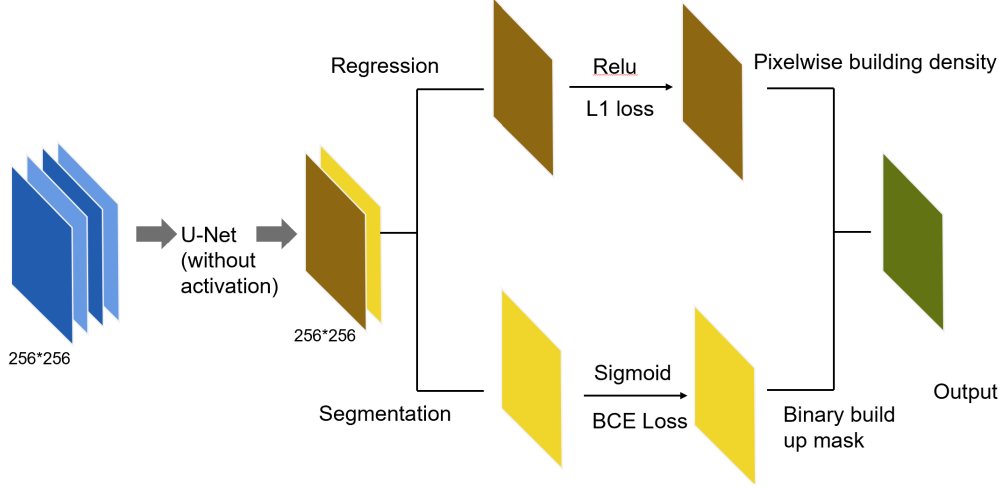 Regression
Relu
L1 loss
Pixelwise building density
U-Net
(without
activation)
256*256
256*256
Segmentation
Sigmoid
BCE Loss
Binary build
up mask
Output